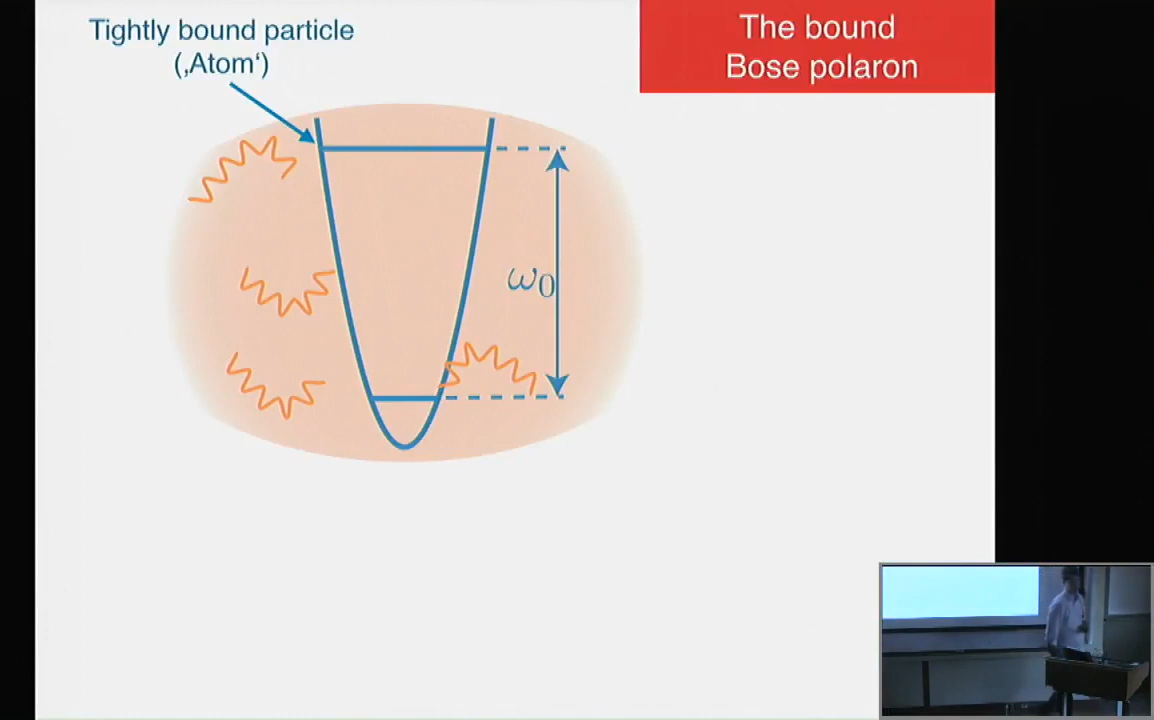 Tightly bound particle
(‚Atom‘)
The bound
Bose polaron
ω₀